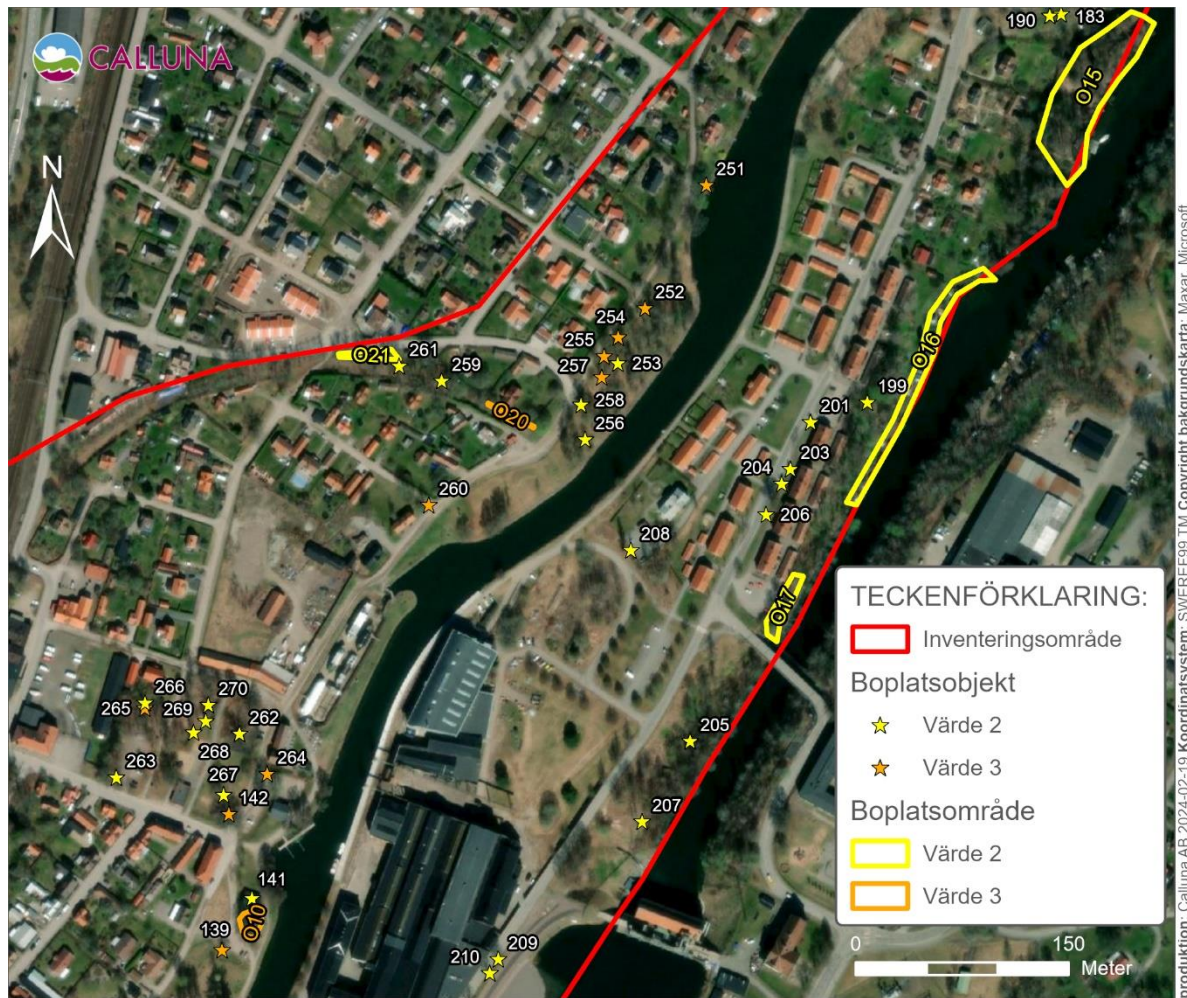 CALLUNA
N
190
183
O15
251
252
254
255
253
257
O21
261
259
O20
258
256
260
O16
199
201
203
204
206
208
O17
205
207
266
265
270
269
262
268
263
264
267
142
141
O10
139
209
210
TECKENFÖRKLARING:
Inventeringsområde
Boplatsobjekt
Värde 2
Värde 3
Boplatsområde
Värde 2
Värde 3
0 150
Meter
produktion: Calluna AB 2024-02-19 Koordinatsystem: SWEREF99 TM Copyright bakgrundskarta: Maxar, Microsoft